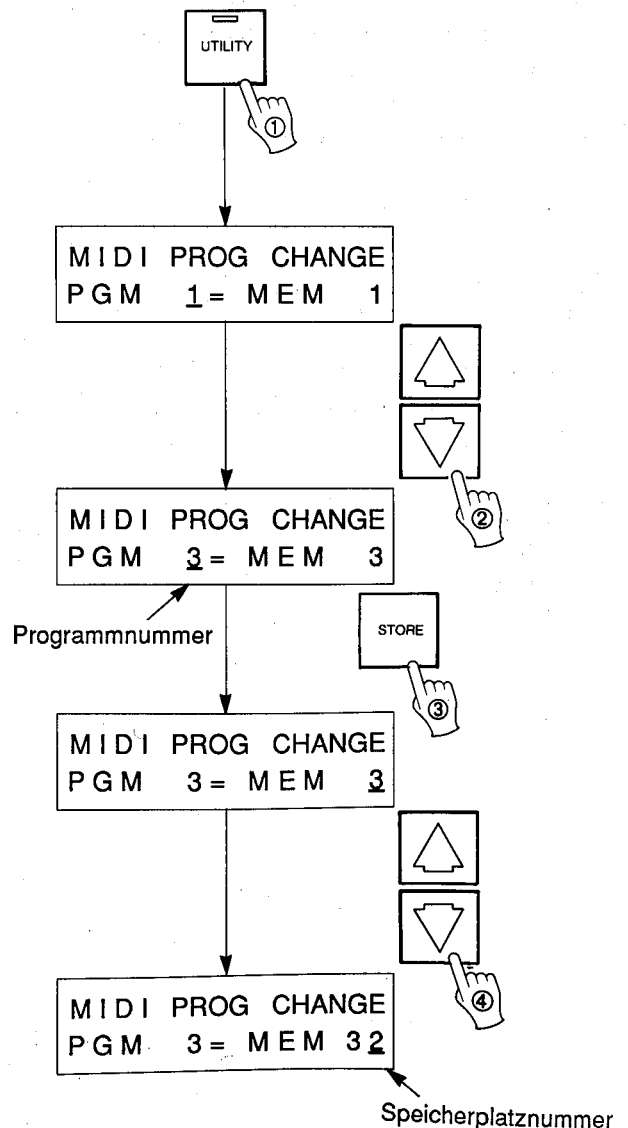 UTILITY
①
MIDI PROG CHANGE
PGM 1= MEM 1
②
MIDI PROG CHANGE
PGM 3= MEM 3
Programmnummer
STORE
③
MIDI PROG CHANGE
PGM 3= MEM 3
④
MIDI PROG CHANGE
PGM 3= MEM 32
Speicherplatznummer